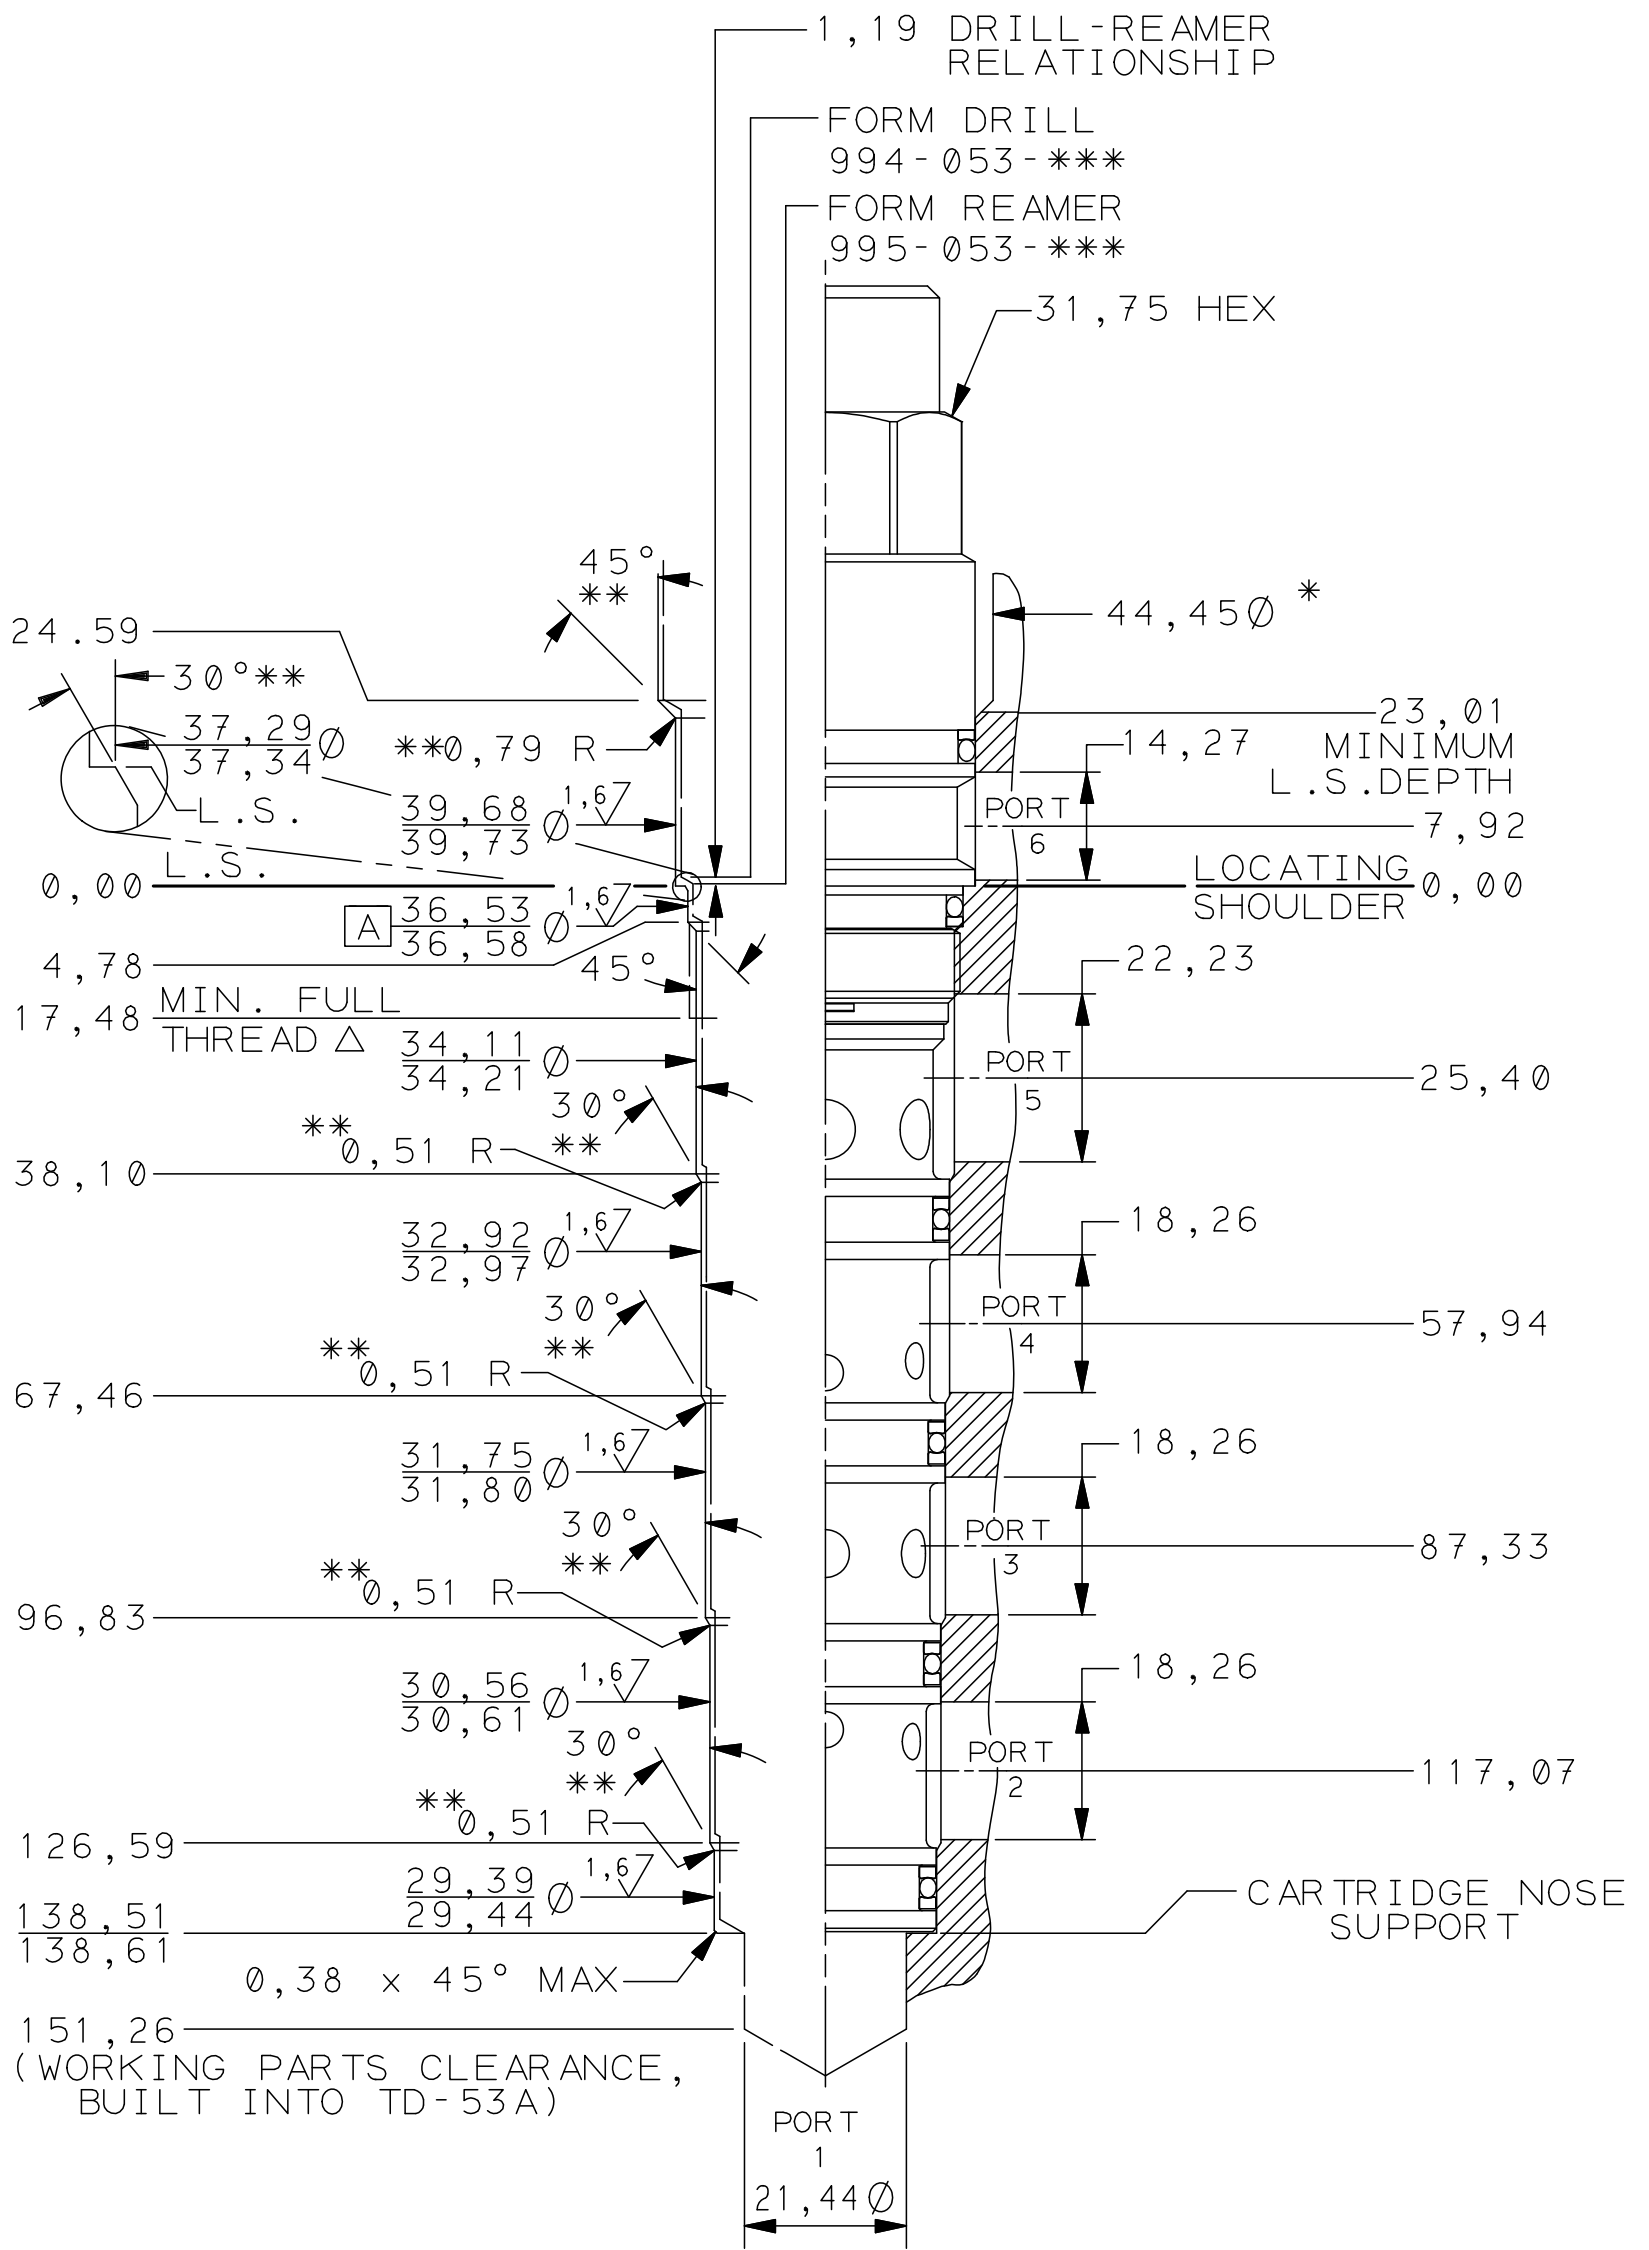 1,19 DRILL-REAMER
RELATIONSHIP
FORM DRILL
994-053-***
FORM REAMER
995-053-***
31,75 HEX
45°
**
44,45Ø *
24.59
30°**
37,29
37,34 Ø
L.S.
**0,79 R
23,01
MINIMUM
L.S.DEPTH
14,27
PORT
6
7,92
39,68
39,73 Ø
1,6
L.S.
0,00
LOCATING
SHOULDER
0,00
A
36,53
36,58 Ø
1,6
4,78
45°
22,23
17,48
MIN. FULL
THREAD △
34,11
34,21 Ø
PORT
5
25,40
30°
**
**
0,51 R
38,10
32,92
32,97 Ø
1,6
18,26
30°
**
PORT
4
57,94
**
0,51 R
67,46
31,75
31,80 Ø
1,6
18,26
30°
**
PORT
3
87,33
**
0,51 R
96,83
30,56
30,61 Ø
1,6
18,26
30°
**
PORT
2
117,07
**
0,51 R
126,59
29,39
29,44 Ø
1,6
CARTRIDGE NOSE
SUPPORT
138,51
138,61
0,38 x 45° MAX
151,26
(WORKING PARTS CLEARANCE,
BUILT INTO TD-53A)
PORT
1
21,44Ø